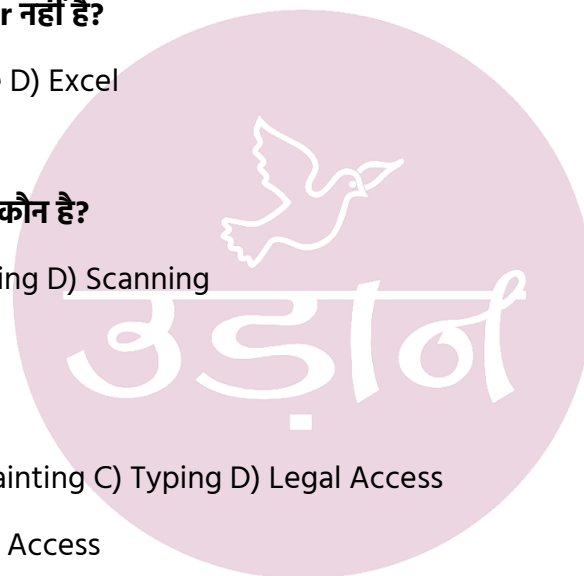 r नहीं है?
D) Excel
कौन है?
ing D) Scanning
उड़ान
ainting C) Typing D) Legal Access
Access